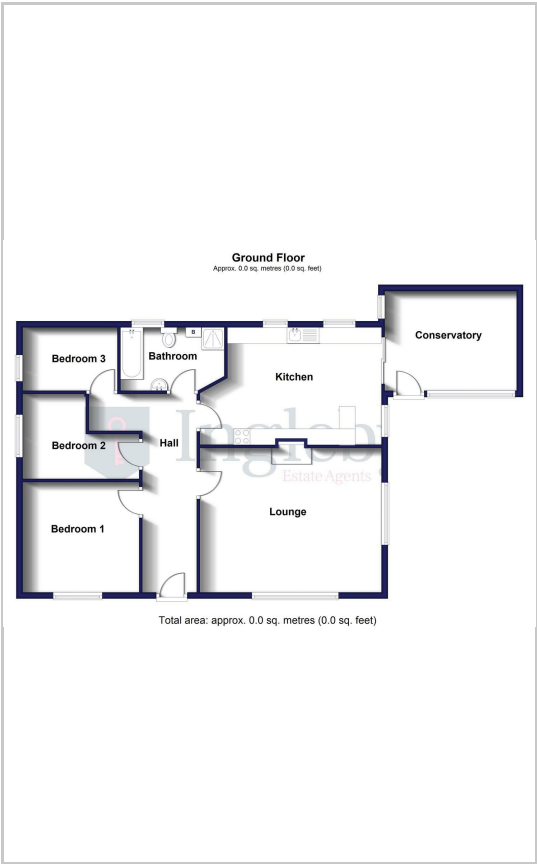 Ground Floor
Approx. 0.0 sq. metres (0.0 sq. feet)
Conservatory
Bedroom 3
Bathroom
Kitchen
Bedroom 2
Hall
Estate Agents
Bedroom 1
Lounge
Total area: approx. 0.0 sq. metres (0.0 sq. feet)